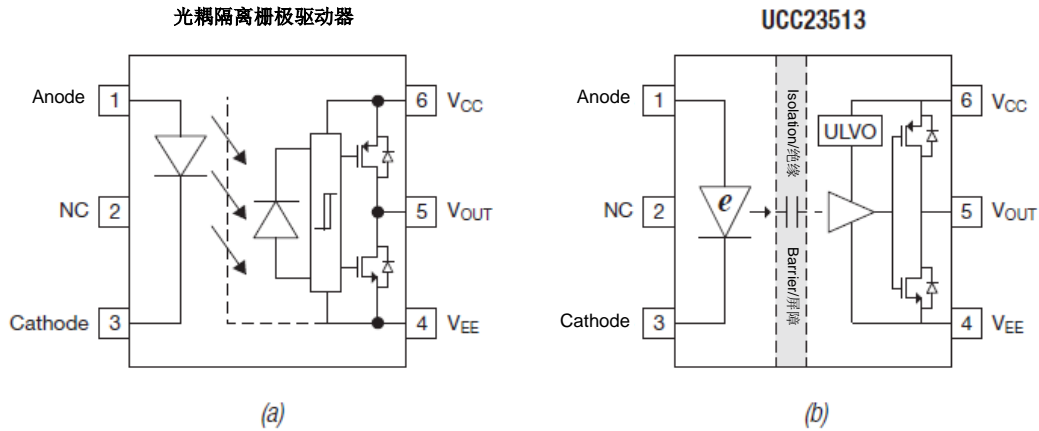 光耦隔离栅极驱动器
Anode
1
NC
2
Cathode
3
6
VCC
5
VOUT
4
VEE
(a)
UCC23513
Anode
1
NC
2
Cathode
3
e
Isolation/绝缘
Barrier/屏障
ULVO
6
VCC
5
VOUT
4
VEE
(b)